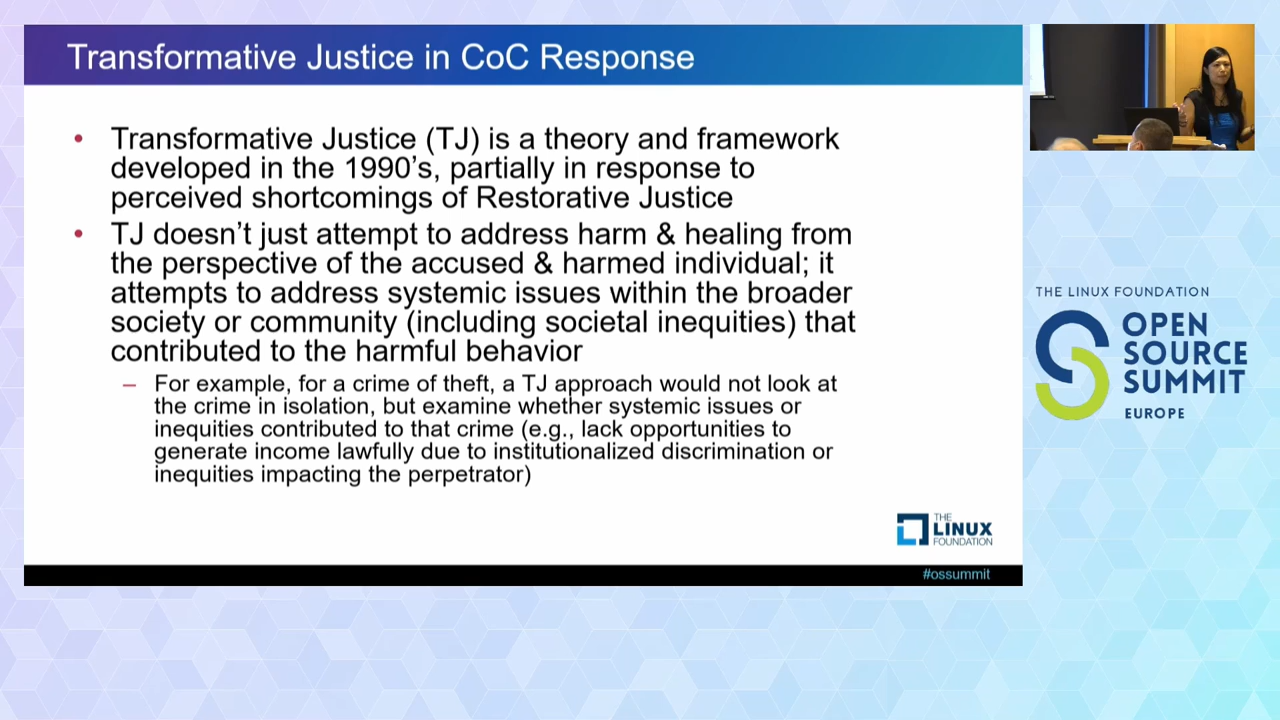 Transformative Justice in CoC Response
• Transformative Justice (TJ) is a theory and framework
developed in the 1990’s, partially in response to
perceived shortcomings of Restorative Justice
• TJ doesn’t just attempt to address harm & healing from
the perspective of the accused & harmed individual; it
attempts to address systemic issues within the broader
society or community (including societal inequities) that
contributed to the harmful behavior
– For example, for a crime of theft, a TJ approach would not look at
the crime in isolation, but examine whether systemic issues or
inequities contributed to that crime (e.g., lack opportunities to
generate income lawfully due to institutionalized discrimination or
inequities impacting the perpetrator)
THE
LINUX
FOUNDATION
#ossummit
THE LINUX FOUNDATION
OPEN
SOURCE
SUMMIT
EUROPE